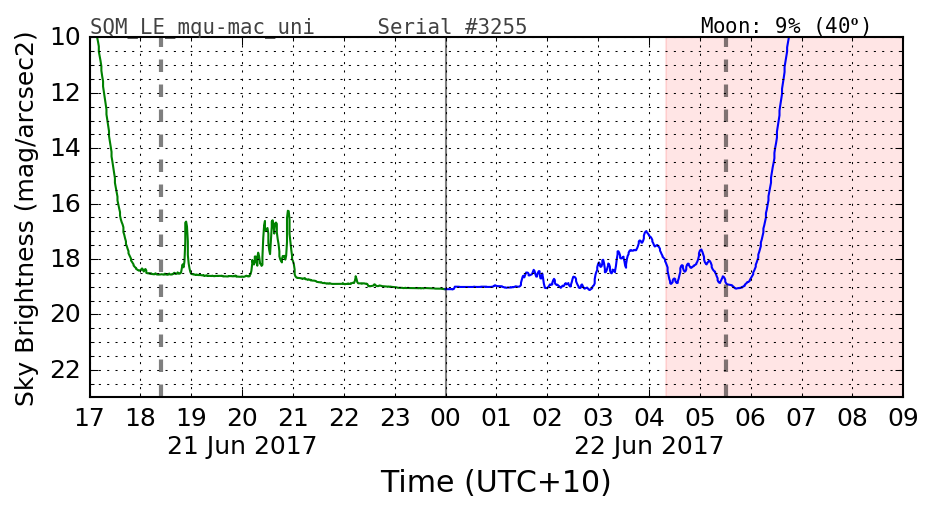 SQM_LE_mqu-mac_uni Serial #3255 Moon: 9% (40°)
10
12
14
16
18
20
22
Sky Brightness (mag/arcsec2)
17 18 19 20 21 22 23 00 01 02 03 04 05 06 07 08 09
21 Jun 2017 22 Jun 2017
Time (UTC+10)